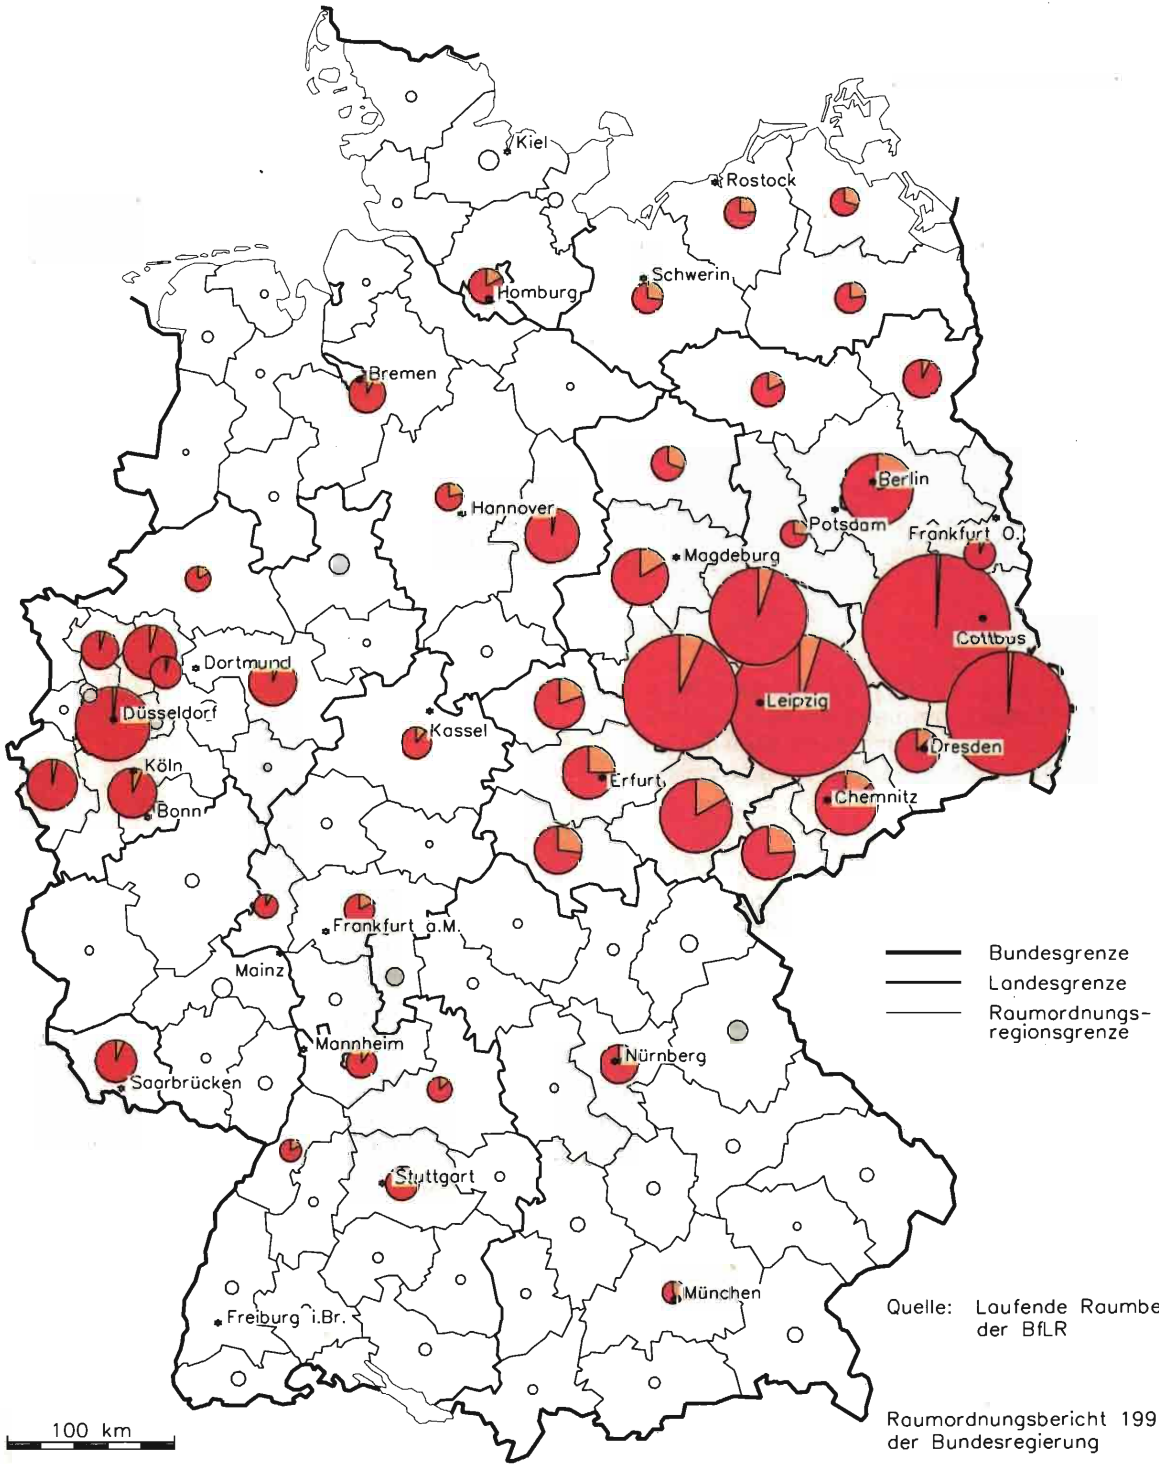 Kiel
Rostock
Schwerin
Homburg
Bremen
Berlin
Hannover
Potsdam
Frankfurt O.
Magdeburg
Cottbus
Dortmund
Leipzig
Düsseldorf
Kassel
Dresden
Köln
Erfurt
Chemnitz
Bonn
Frankfurt a.M.
Mainz
Bundesgrenze
Landesgrenze
Raumordnungs-
regionsgrenze
Mannheim
Nürnberg
Saarbrücken
Stuttgart
München
Freiburg i.Br.
Quelle: Laufende Raumbe
der BfLR
100 km
Raumordnungsbericht 199
der Bundesregierung